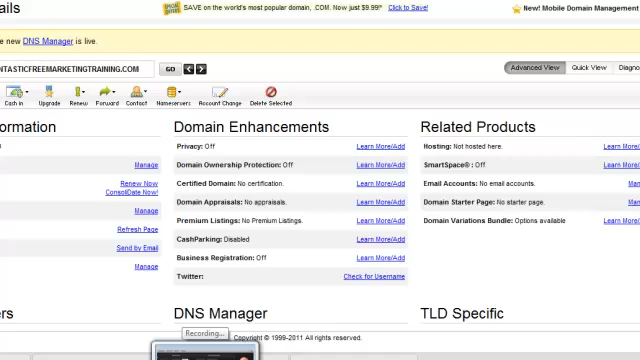 ails
SPECIAL OFFERS
SAVE on the world's most popular domain, .COM. Now just $9.99!* Click to Save!
New! Mobile Domain Management
e new DNS Manager is live.
NTASTICFREEMARKETINGTRAINING.COM
GO
Advanced View
Quick View
Diagno
Cash in
Upgrade
Renew
Forward
Contact
Nameservers
Account Change
Delete Selected
ormation
Manage
Renew Now
ConsoliDate Now!
Manage
Refresh Page
Send by Email
Manage
Domain Enhancements
Privacy: Off Learn More/Add
Domain Ownership Protection: Off Learn More/Add
Certified Domain: No certification. Learn More/Add
Domain Appraisals: No appraisals. Learn More/Add
Premium Listings: No Premium Listings. Learn More/Add
CashParking: Disabled Learn More/Add
Business Registration: Off Learn More/Add
Twitter: Check for Username
Related Products
Hosting: Not hosted here. Learn More/A
SmartSpace® : Off Learn More/A
Email Accounts: No email accounts. Man
Domain Starter Page: No starter page. Man
Domain Variations Bundle: Options available Learn More/A
ers
DNS Manager
TLD Specific
Recording...
Copyright © 1999-2011 All rights reserved.